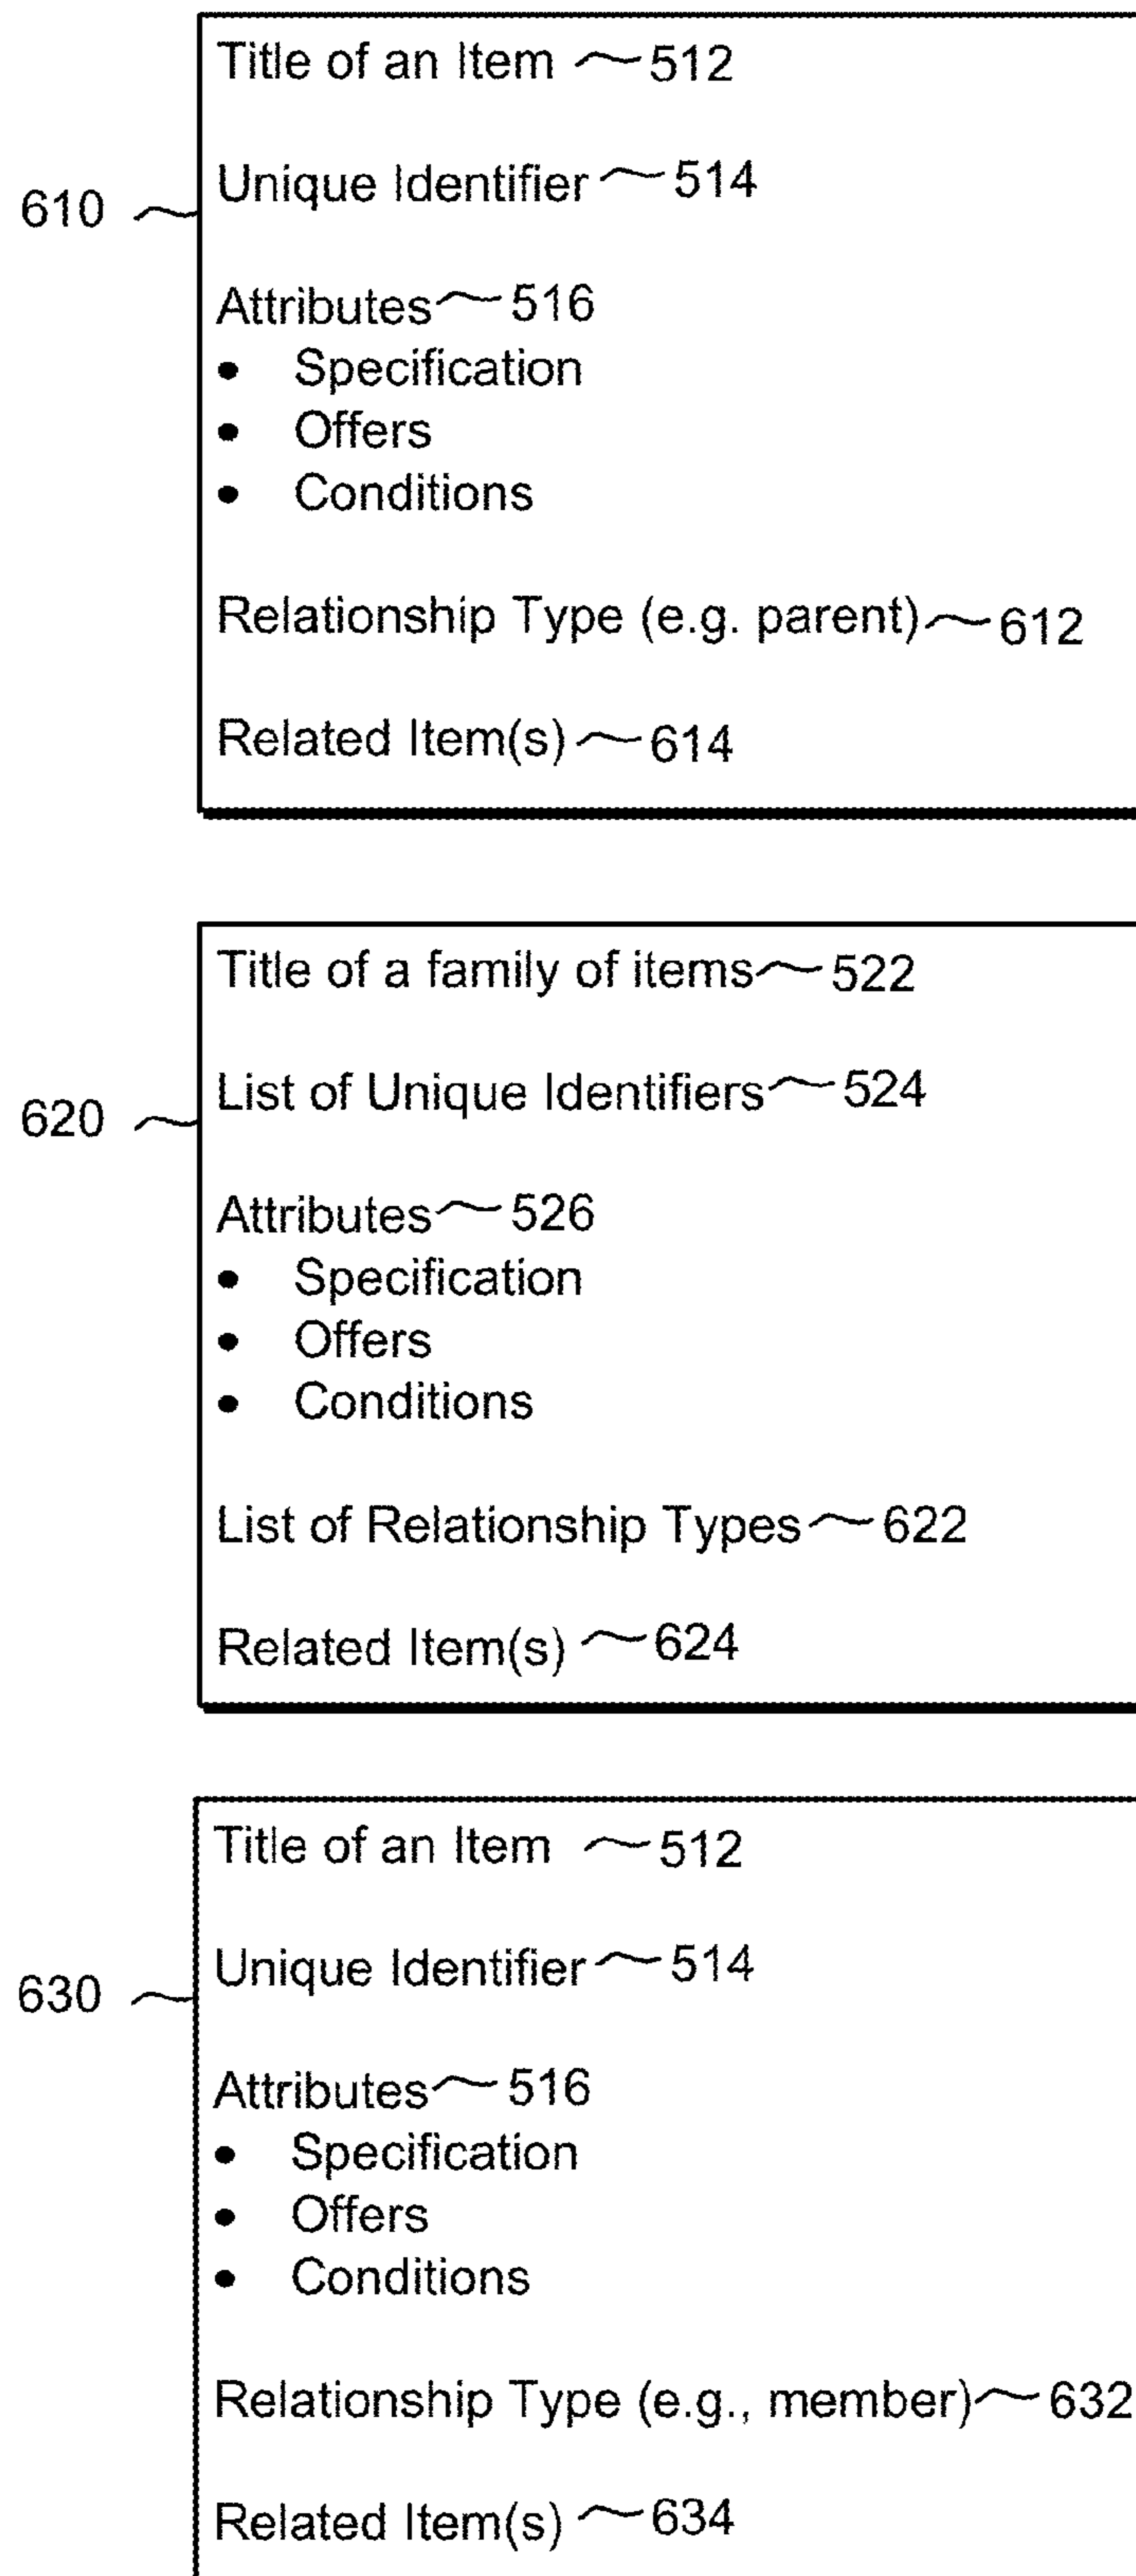 Title of an Item 512
Unique Identifier 514
610
Attributes 516
• Specification
• Offers
• Conditions
Relationship Type (e.g. parent) 612
Related Item(s) 614
Title of a family of items 522
List of Unique Identifiers 524
620
Attributes 526
• Specification
• Offers
• Conditions
List of Relationship Types 622
Related Item(s) 624
Title of an Item 512
Unique Identifier 514
630
Attributes 516
• Specification
• Offers
• Conditions
Relationship Type (e.g., member) 632
Related Item(s) 634